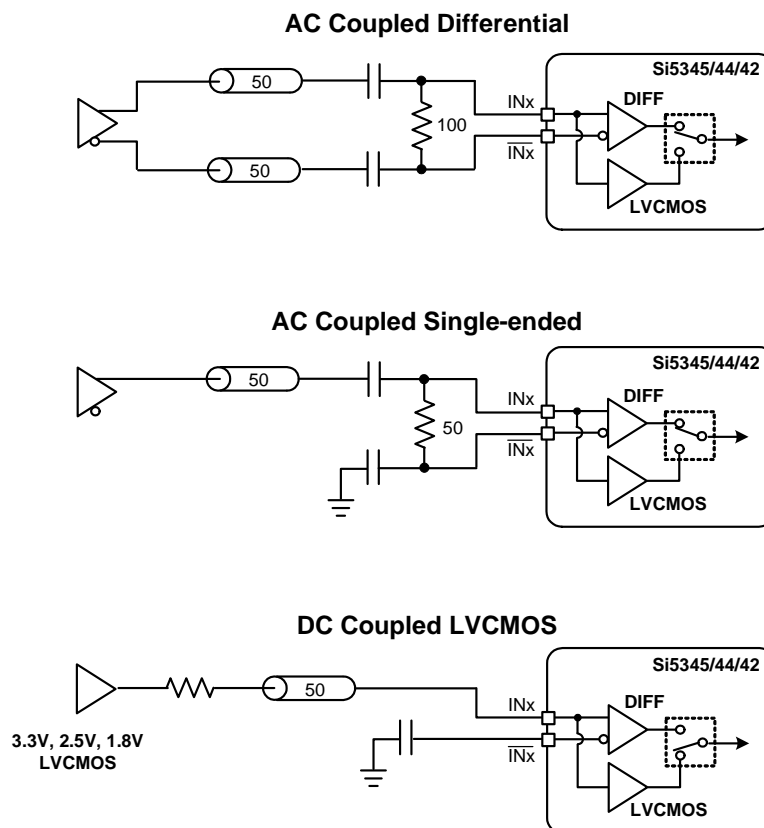 AC Coupled Differential
Si5345/44/42
50
INx
DIFF
100
50
INx
LVCMOS
AC Coupled Single-ended
Si5345/44/42
50
INx
DIFF
50
INx
LVCMOS
DC Coupled LVCMOS
Si5345/44/42
50
INx
DIFF
3.3V, 2.5V, 1.8V
LVCMOS
INx
LVCMOS